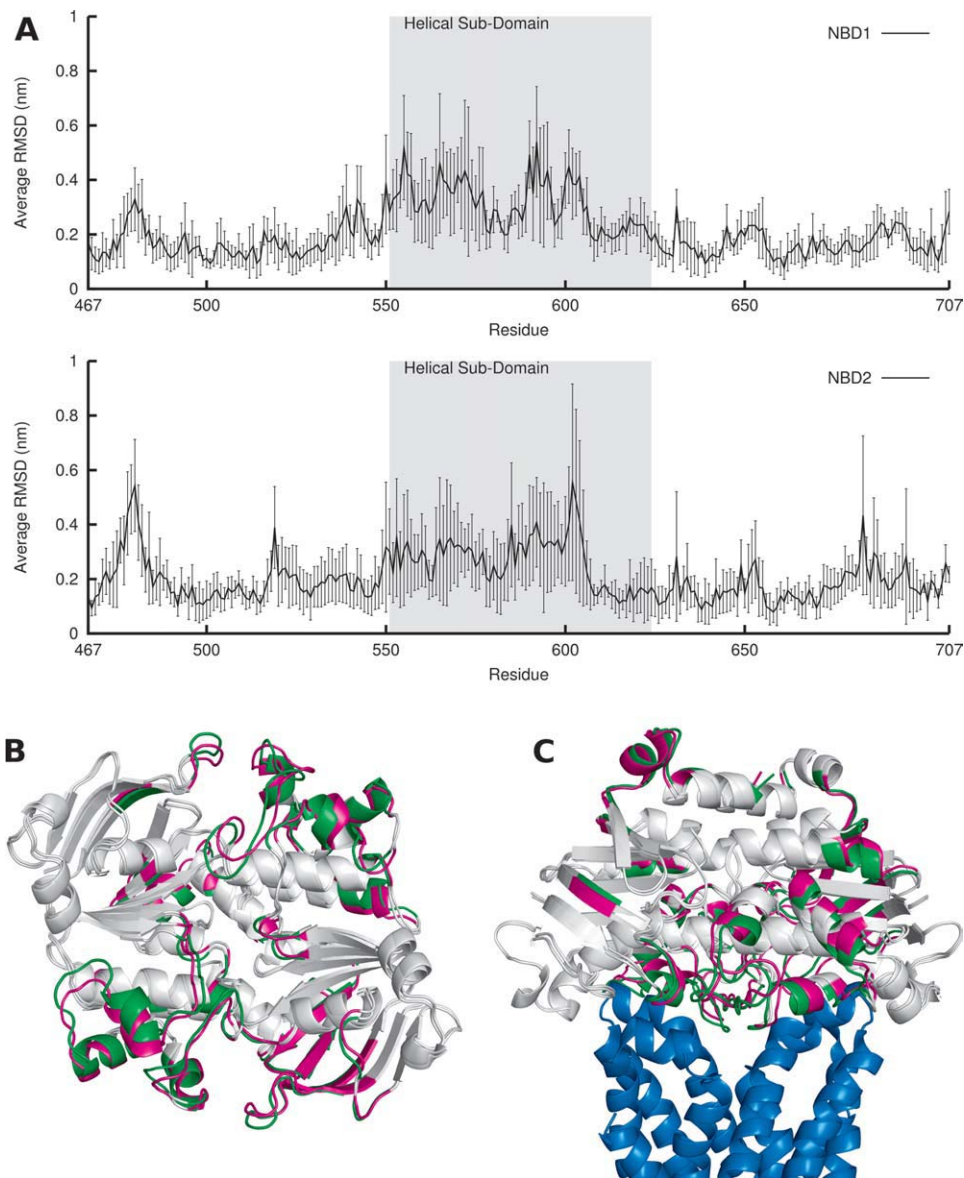 A
Average RMSD (nm)
1
0.8
0.6
0.4
0.2
0
Helical Sub-Domain
NBD1
467
500
550
600
650
707
Residue
Average RMSD (nm)
1
0.8
0.6
0.4
0.2
0
Helical Sub-Domain
NBD2
467
500
550
600
650
707
Residue
B
C